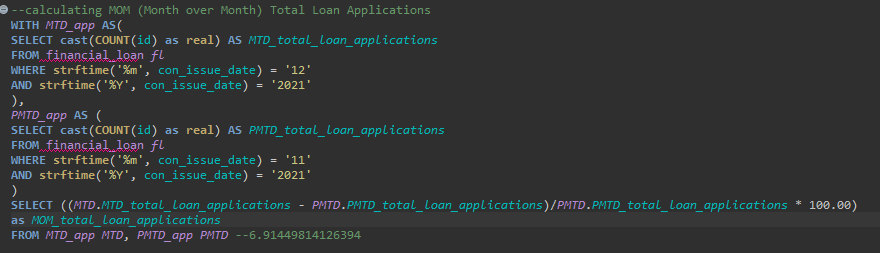 --calculating MOM (Month over Month) Total Loan Applications
WITH MTD_app AS(
SELECT cast(COUNT(id) as real) AS MTD_total_loan_applications
FROM financial_loan fl
WHERE strftime('%m', con_issue_date) = '12'
AND strftime('%Y', con_issue_date) = '2021'
),
PMTD_app AS (
SELECT cast(COUNT(id) as real) AS PMTD_total_loan_applications
FROM financial_loan fl
WHERE strftime('%m', con_issue_date) = '11'
AND strftime('%Y', con_issue_date) = '2021'
)
SELECT ((MTD.MTD_total_loan_applications - PMTD.PMTD_total_loan_applications)/PMTD.PMTD_total_loan_applications * 100.00)
as MOM_total_loan_applications
FROM MTD_app MTD, PMTD_app PMTD --6.91449814126394